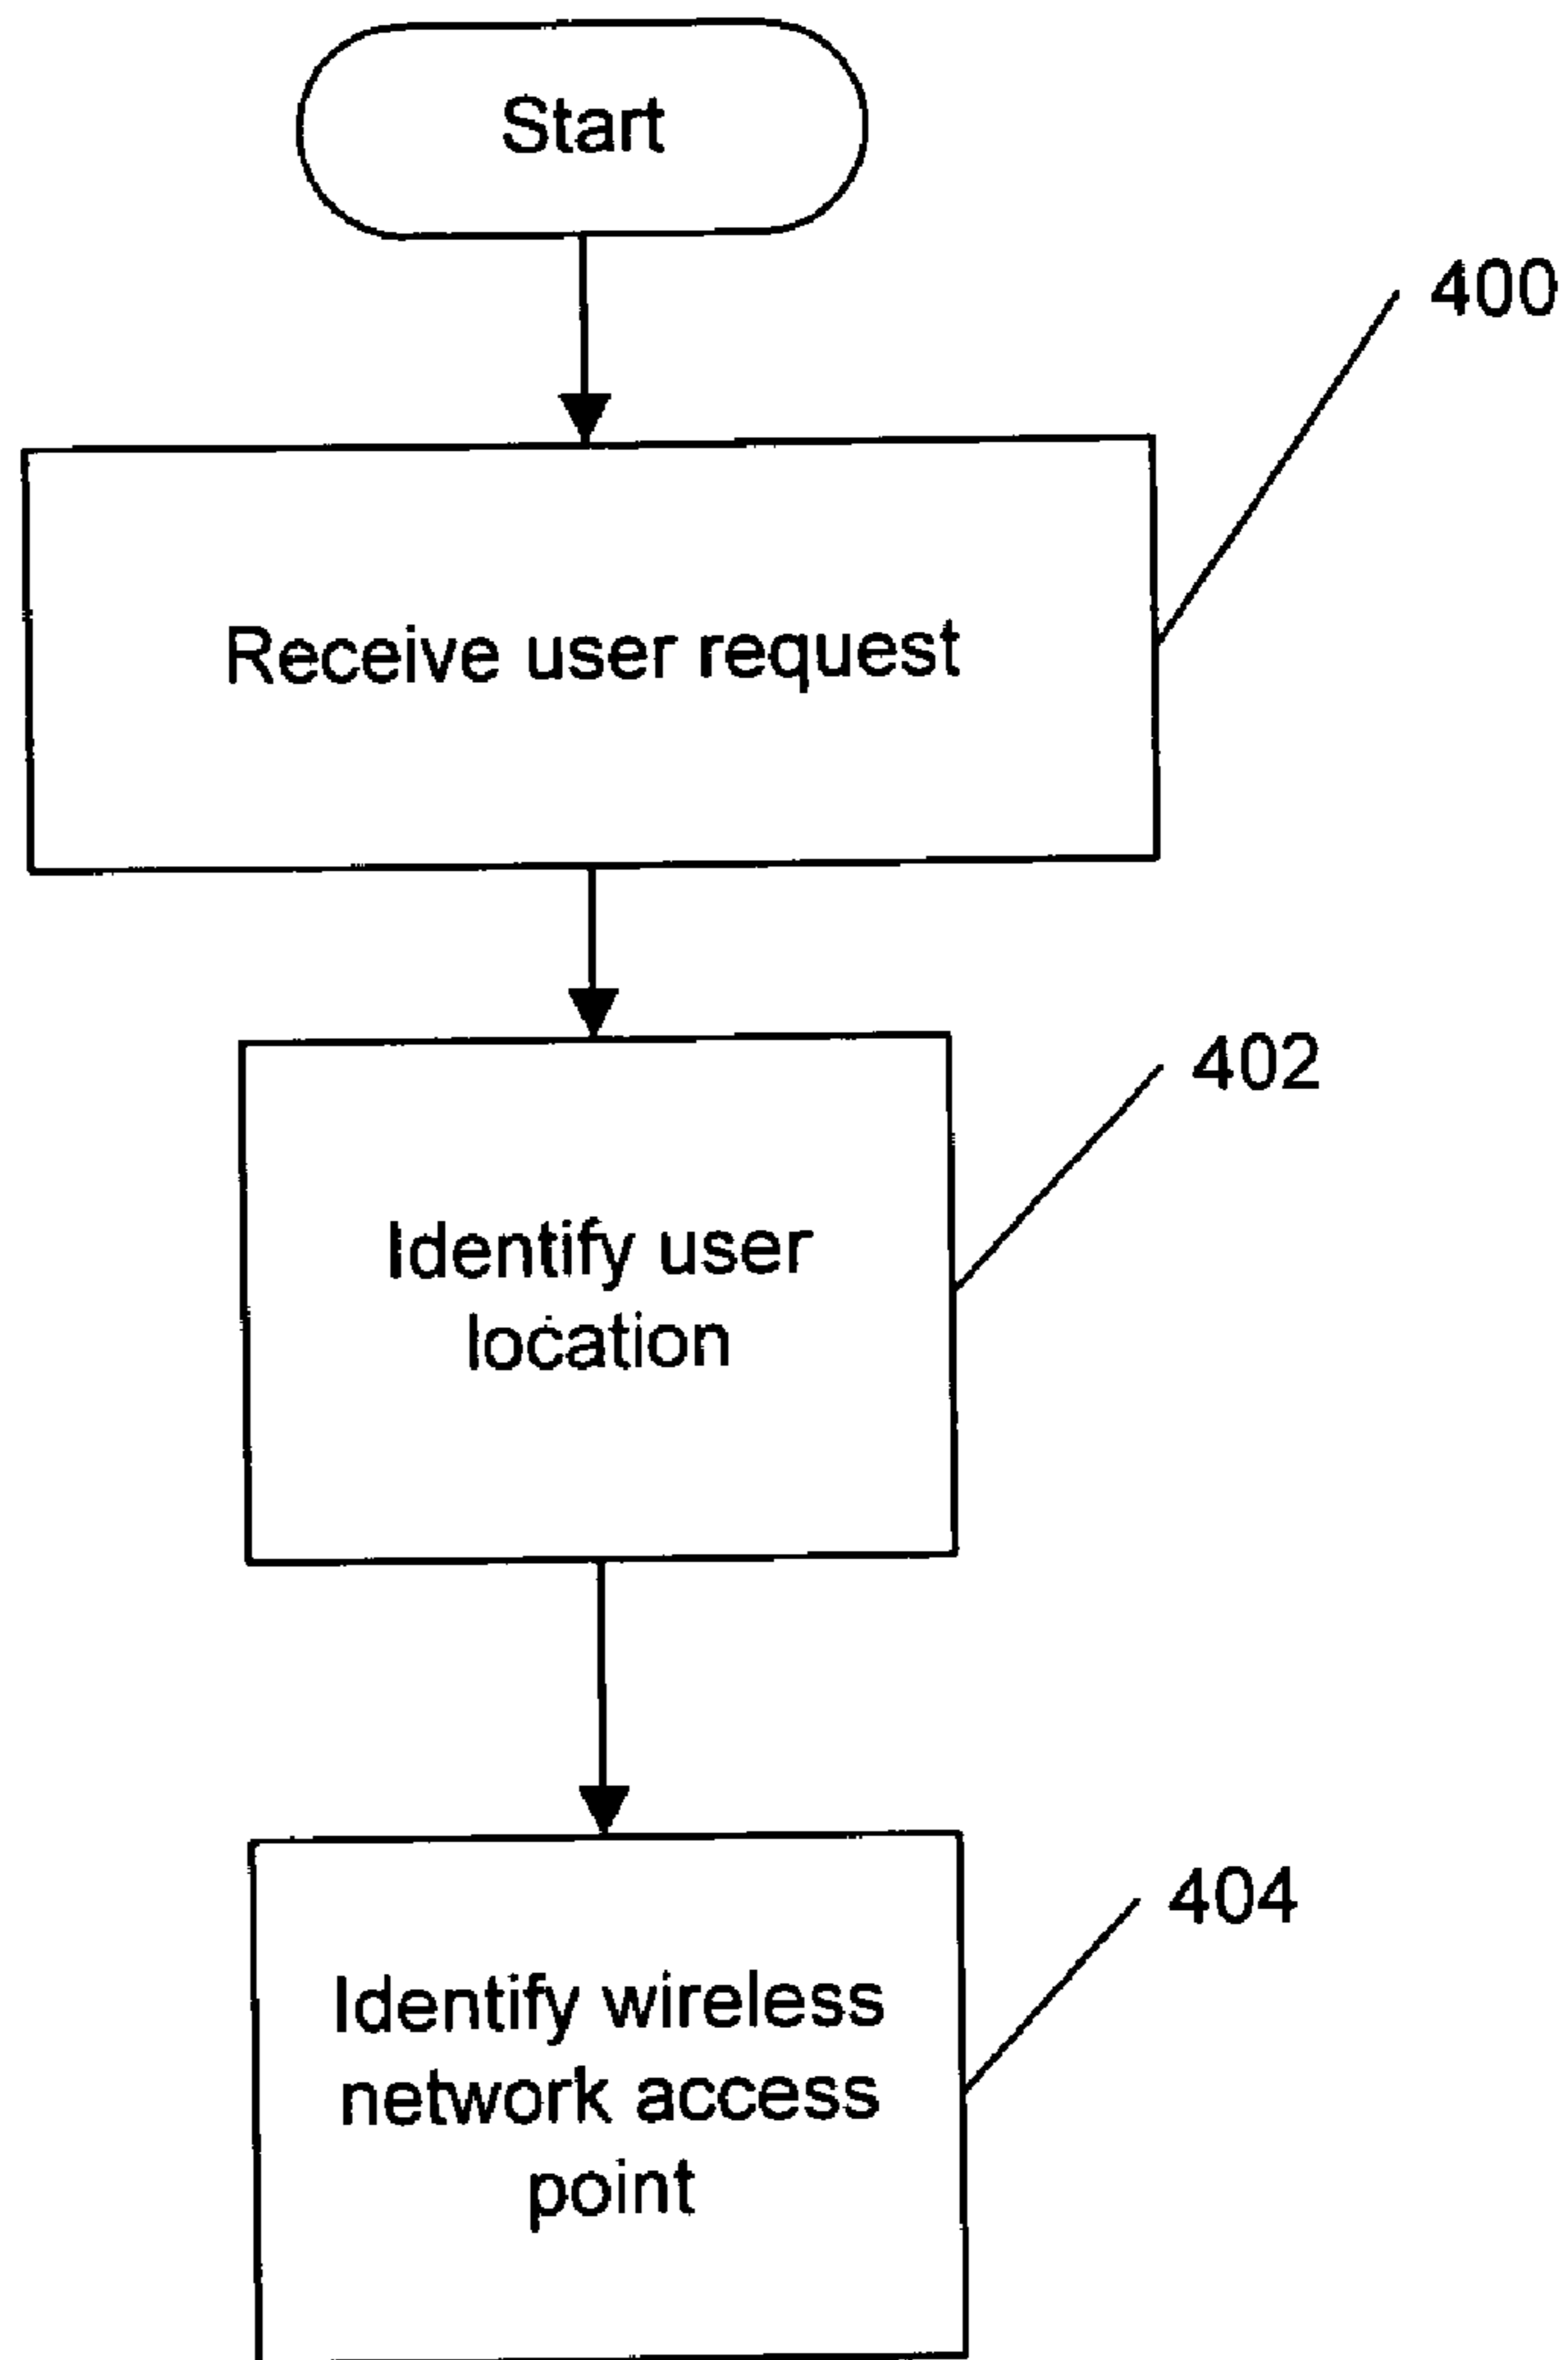 Start
400
Receive user request
402
Identify user
location
404
Identify wireless
network access
point